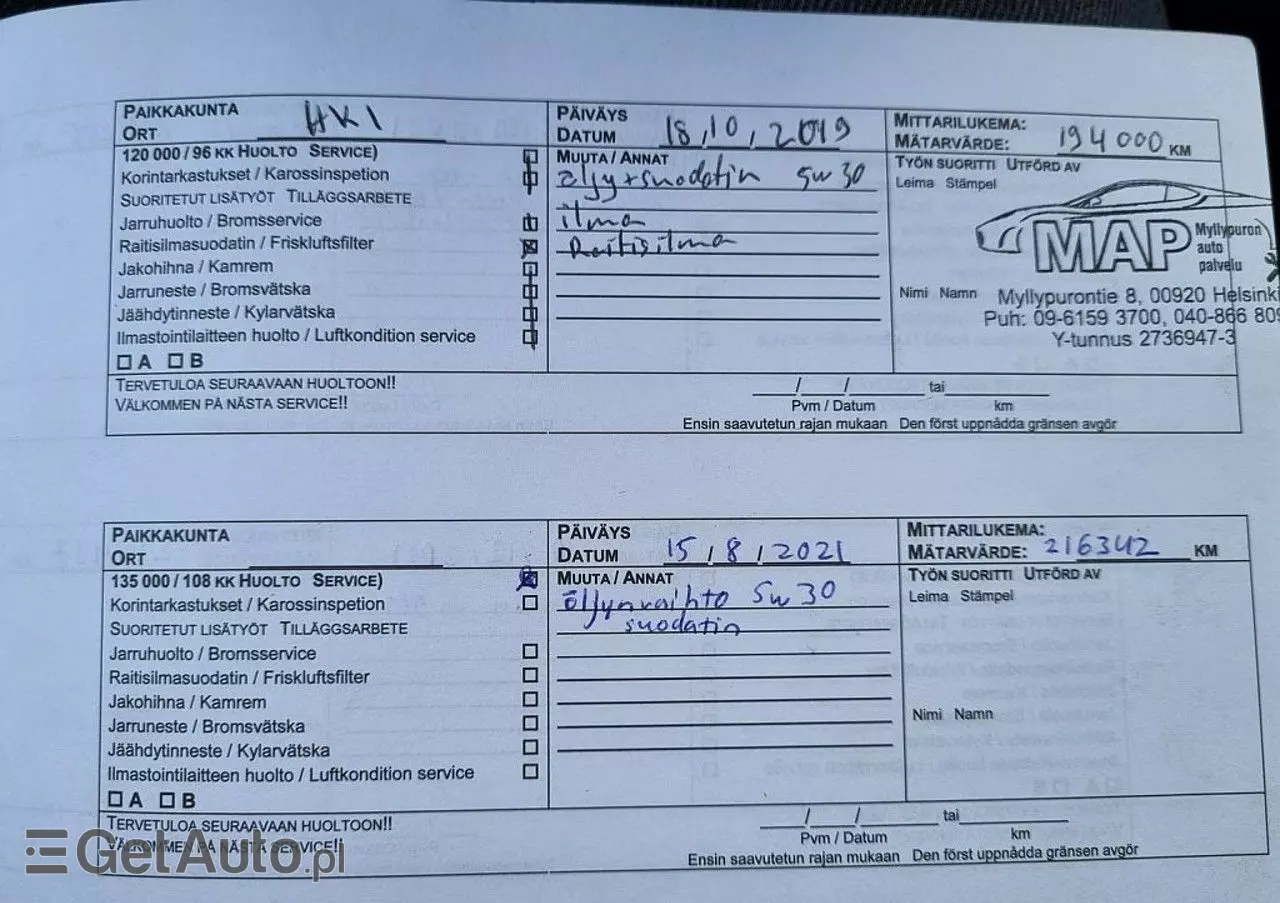 PAIKKAKUNTA
ORT HKI
PÄIVÄYS
DATUM 18,10,2019
MITTARILUKEMA:
MÄTARVÄRDE: 194000 KM
120 000 / 96 KK HUOLTO SERVICE)
Korintarkastukset / Karossinspetion
SUORITETUT LISÄTYÖT TILLÄGGSARBETE
Jarruhuolto / Bromsservice
Raitisilmasuodatin / Friskluftsfilter
Jakohihna / Kamrem
Jarruneste / Bromsvätska
Jäähdytinneste / Kylarvätska
Ilmastointilaitteen huolto / Luftkondition service
A B
MUUTA / ANNAT
öljy+suodatin 5w30
ilma
Raitisilma
TYÖN SUORITTI UTFÖRD AV
Leima Stämpel
MAP Myllypuron
auto
palvelu
Nimi Namn
Myllypurontie 8, 00920 Helsinki
Puh: 09-6159 3700, 040-866 809
Y-tunnus 2736947-3
TERVETULOA SEURAAVAAN HUOLTOON!!
VÄLKOMMEN PÅ NÄSTA SERVICE!!
/ / tai
Pvm / Datum km
Ensin saavutetun rajan mukaan Den först uppnådda gränsen avgör
PAIKKAKUNTA
ORT
PÄIVÄYS
DATUM 15/8/2021
MITTARILUKEMA:
MÄTARVÄRDE: 216342 KM
135 000 / 108 KK HUOLTO SERVICE)
Korintarkastukset / Karossinspetion
SUORITETUT LISÄTYÖT TILLÄGGSARBETE
Jarruhuolto / Bromsservice
Raitisilmasuodatin / Friskluftsfilter
Jakohihna / Kamrem
Jarruneste / Bromsvätska
Jäähdytinneste / Kylarvätska
Ilmastointilaitteen huolto / Luftkondition service
A B
MUUTA / ANNAT
öljynvaihto 5w30
suodatin
TYÖN SUORITTI UTFÖRD AV
Leima Stämpel
Nimi Namn
TERVETULOA SEURAAVAAN HUOLTOON!!
VÄLKOMMEN PÅ NÄSTA SERVICE!!
/ / tai
Pvm / Datum km
Ensin saavutetun rajan mukaan Den först uppnådda gränsen avgör
GetAuto.pl